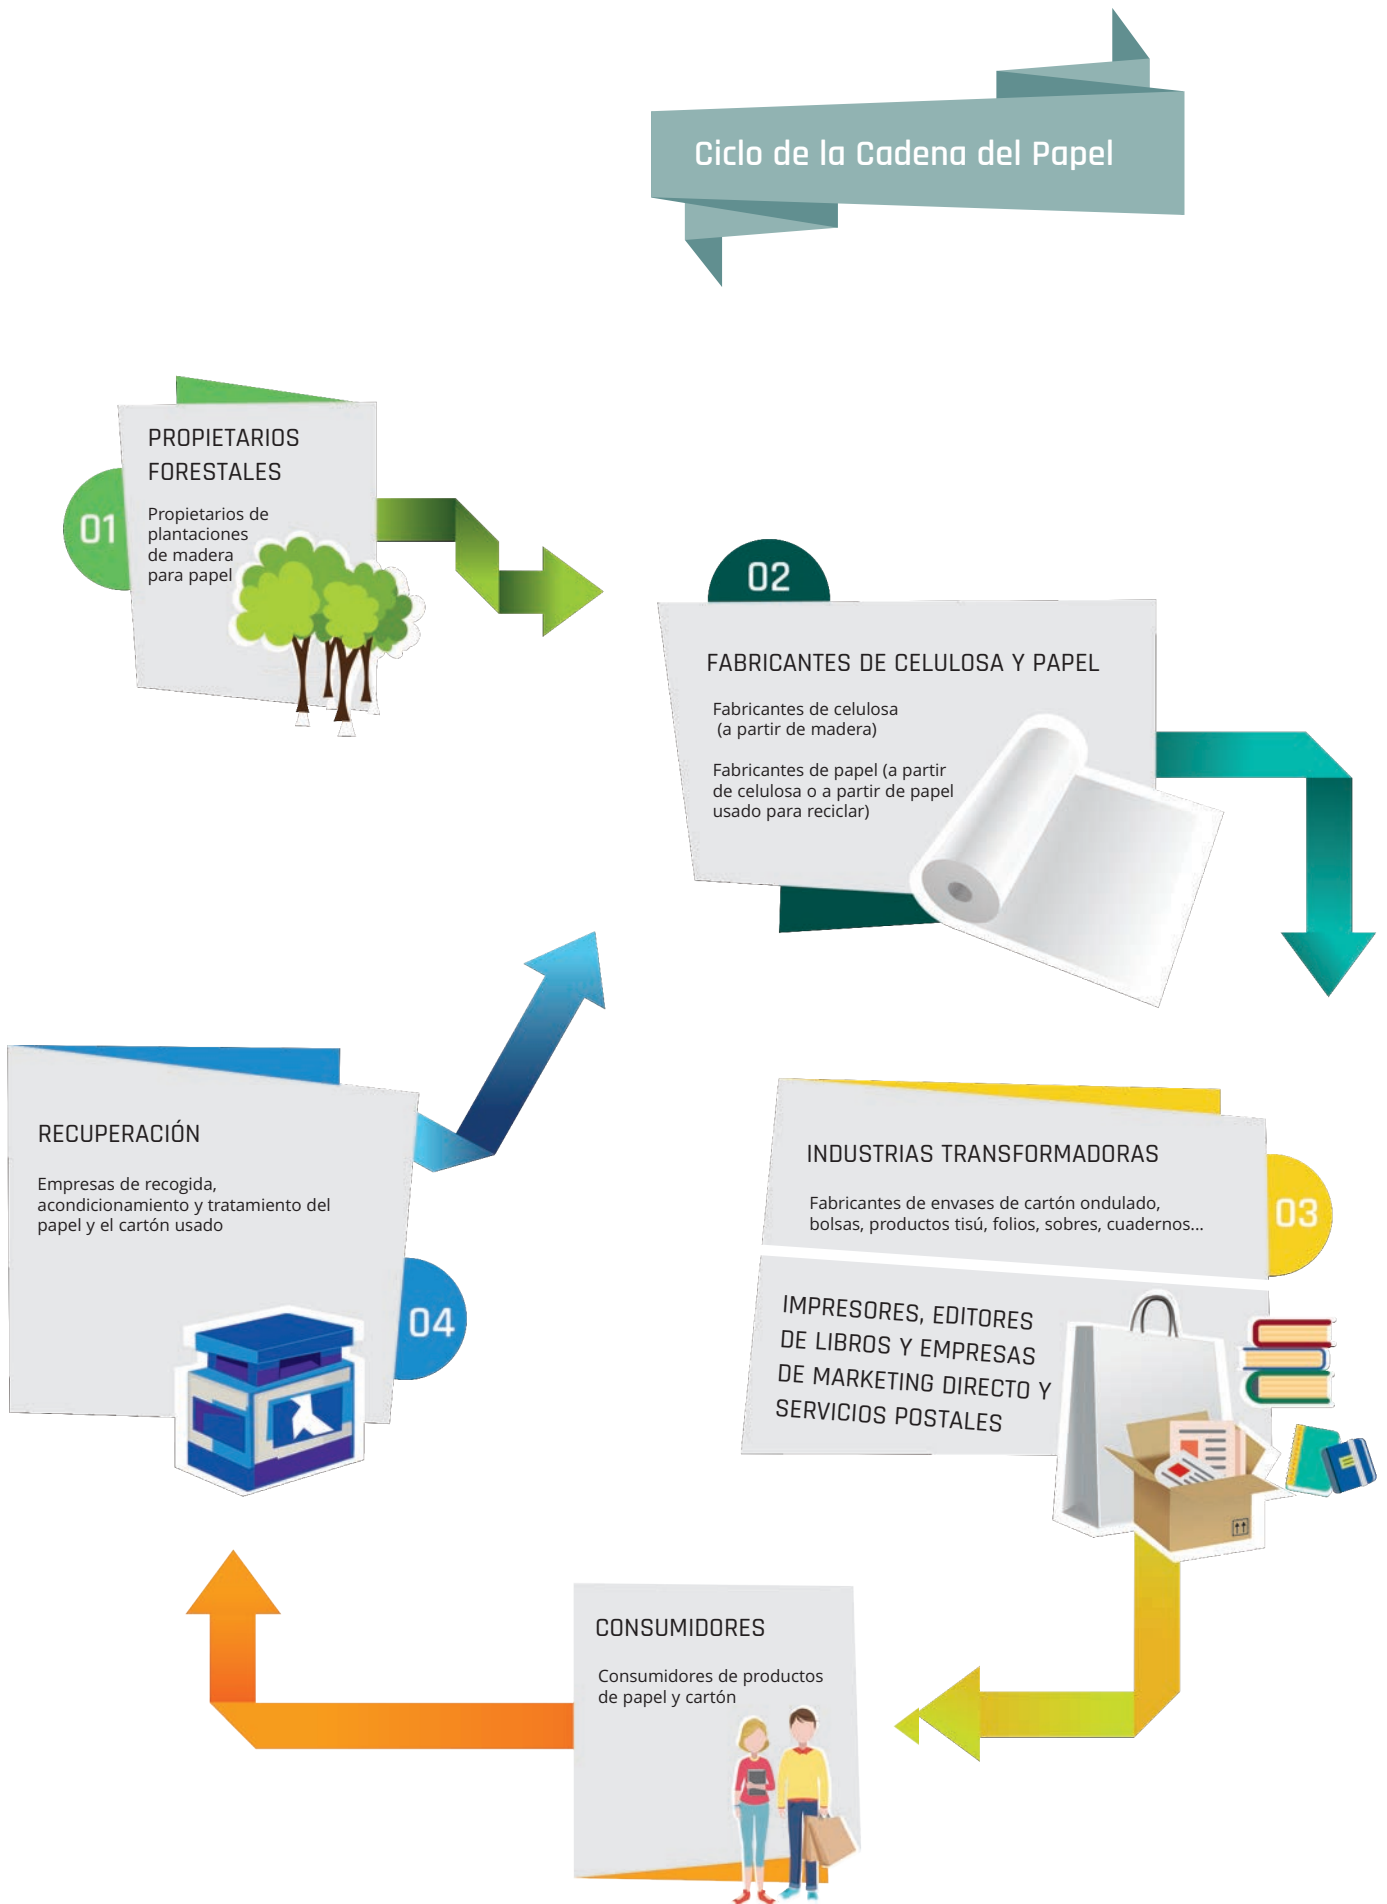 Ciclo de la Cadena del Papel
01
PROPIETARIOS
FORESTALES
Propietarios de
plantaciones
de madera
para papel
02
FABRICANTES DE CELULOSA Y PAPEL
Fabricantes de celulosa
(a partir de madera)
Fabricantes de papel (a partir
de celulosa o a partir de papel
usado para reciclar)
03
INDUSTRIAS TRANSFORMADORAS
Fabricantes de envases de cartón ondulado,
bolsas, productos tisú, folios, sobres, cuadernos...
IMPRESORES, EDITORES
DE LIBROS Y EMPRESAS
DE MARKETING DIRECTO Y
SERVICIOS POSTALES
CONSUMIDORES
Consumidores de productos
de papel y cartón
04
RECUPERACIÓN
Empresas de recogida,
acondicionamiento y tratamiento del
papel y el cartón usado